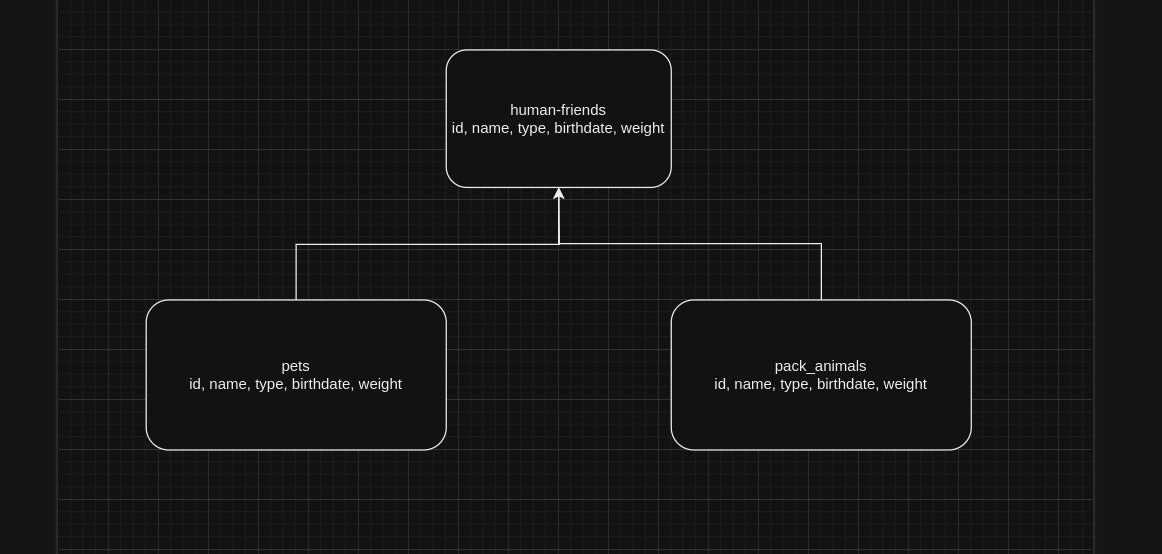 human-friends
id, name, type, birthdate, weight
pets
id, name, type, birthdate, weight
pack_animals
id, name, type, birthdate, weight